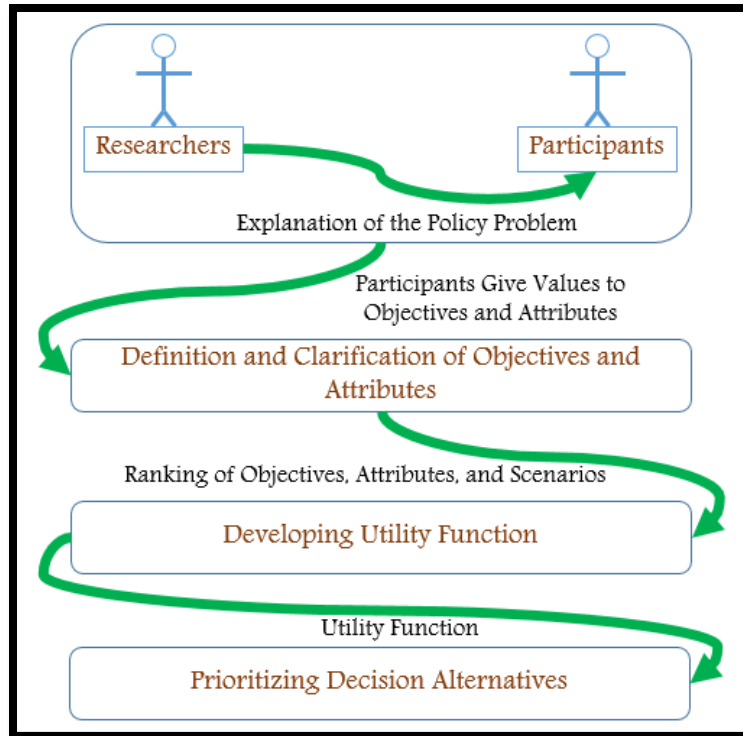 Researchers
Participants
Explanation of the Policy Problem
Participants Give Values to
Objectives and Attributes
Definition and Clarification of Objectives and
Attributes
Ranking of Objectives, Attributes, and Scenarios
Developing Utility Function
Utility Function
Prioritizing Decision Alternatives